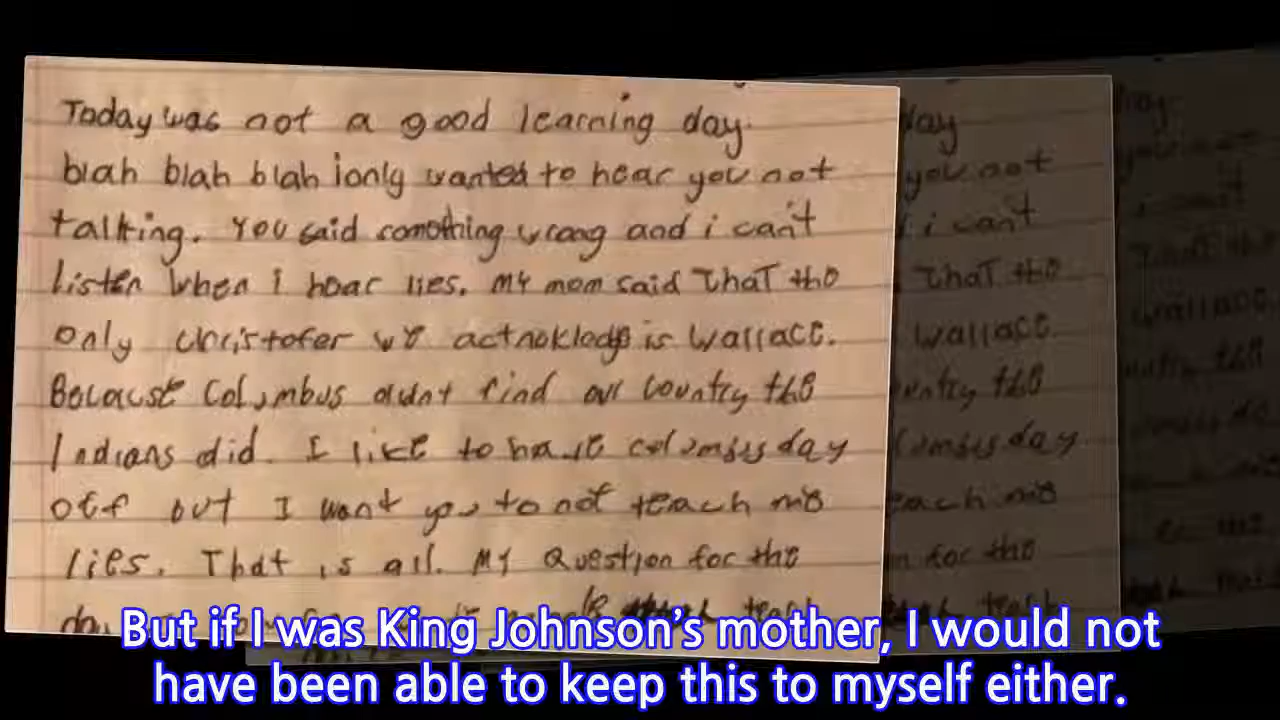 Today was not a good learning day.
blah blah blah i only wanted to hear you not
talking. You said somothing wrong and i can't
Listen when i hear lies. My mom said That the
only christofer we acknoklodge is Wallace.
Because Columbus didnt find our country the
Indians did. I like to have columbus day
off but I want you to not teach me
lies. That is all. My Question for the
day
But if I was King Johnson's mother, I would not
have been able to keep this to myself either.